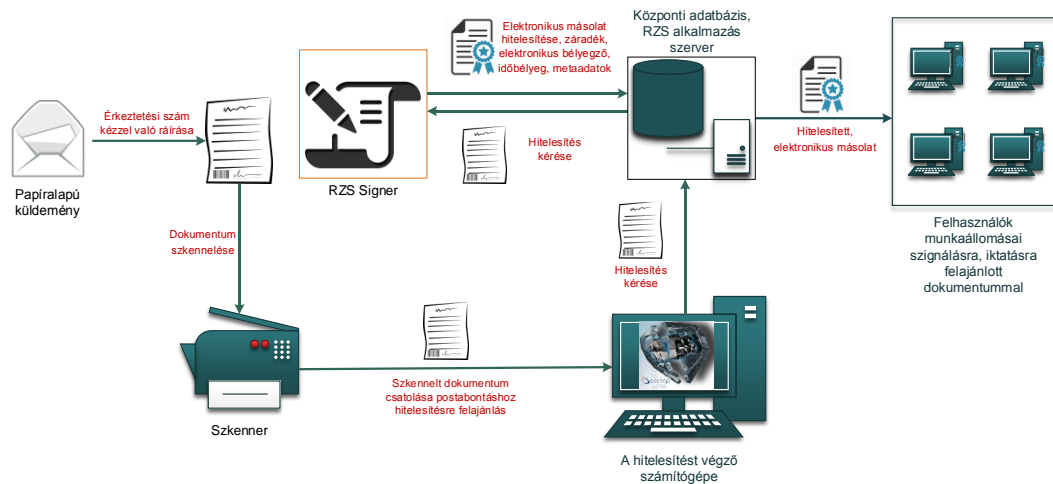 Központi adatbázis,
RZS alkalmazás
szerver
Elektronikus másolat
hitelesítése, záradék,
elektronikus bélyegző,
időbélyeg, metaadatok
Érkeztetési szám
kézzel való ráírása
Papíralapú
küldemény
RZS Signer
Hitelesítés
kérése
Hitelesített,
elektronikus másolat
Felhasználók
munkaállomásai
szignálásra, iktatásra
felajánlott
dokumentummal
Dokumentum
szkennelése
Hitelesítés
kérése
Szkennelt dokumentum
csatolása postabontáshoz
hitelesítésre felajánlás
Szkenner
A hitelesítést végző
számítógépe